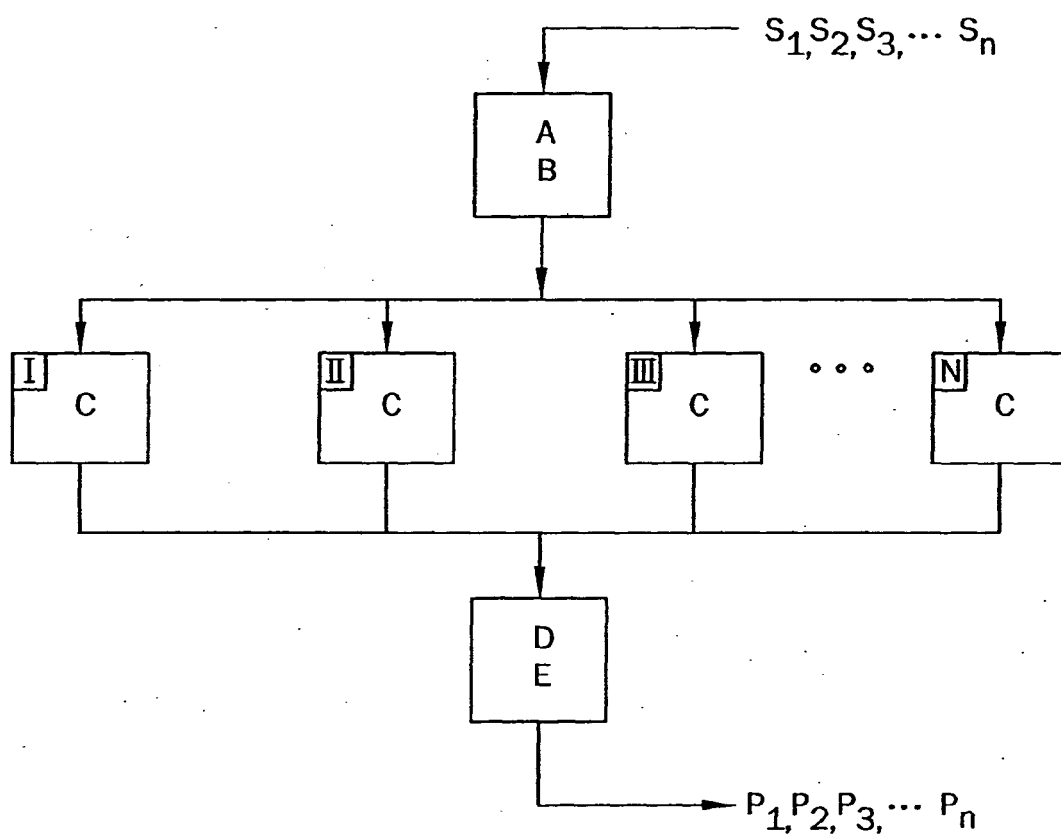 S₁,S₂,S₃,... Sₙ
A
B
I
II
III
N
C
C
C
C
D
E
P₁,P₂,P₃,... Pₙ